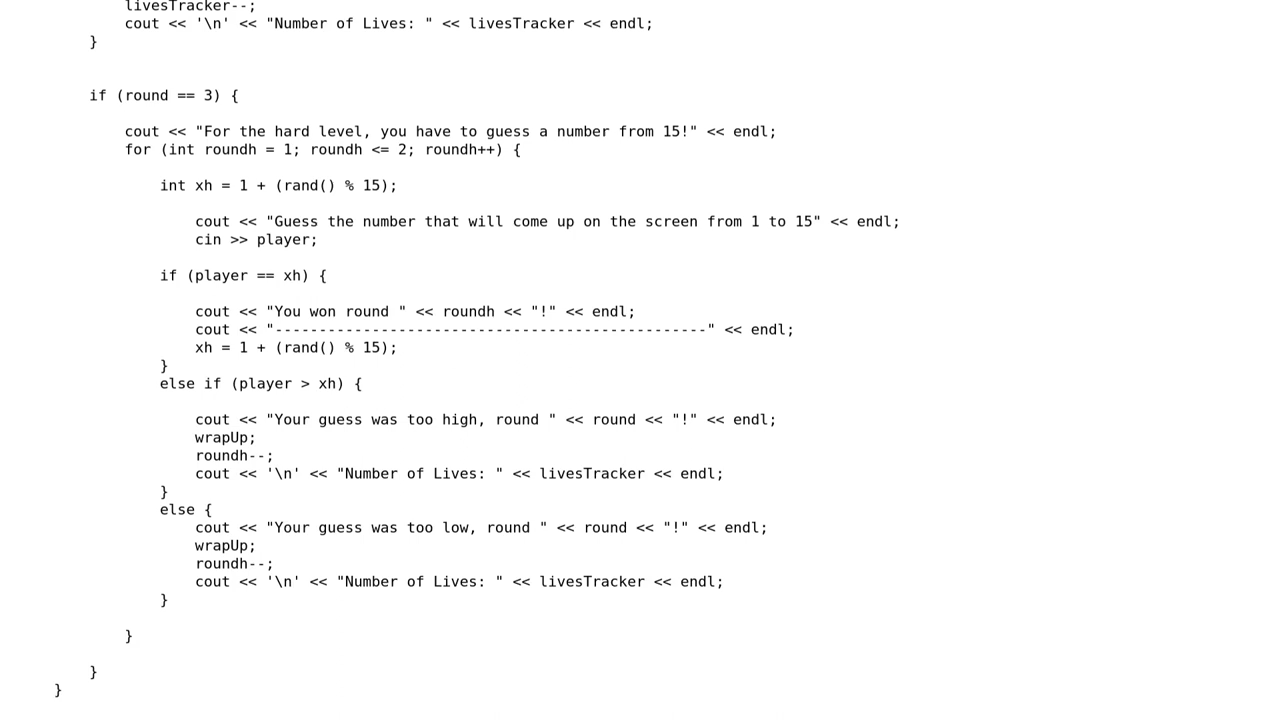 livesTracker--;
cout << '\n' << "Number of Lives: " << livesTracker << endl;
}
if (round == 3) {
cout << "For the hard level, you have to guess a number from 15!" << endl;
for (int roundh = 1; roundh <= 2; roundh++) {
int xh = 1 + (rand() % 15);
cout << "Guess the number that will come up on the screen from 1 to 15" << endl;
cin >> player;
if (player == xh) {
cout << "You won round " << roundh << "!" << endl;
cout << "-------------------------------------------------" << endl;
xh = 1 + (rand() % 15);
}
else if (player > xh) {
cout << "Your guess was too high, round " << round << "!" << endl;
wrapUp;
roundh--;
cout << '\n' << "Number of Lives: " << livesTracker << endl;
}
else {
cout << "Your guess was too low, round " << round << "!" << endl;
wrapUp;
roundh--;
cout << '\n' << "Number of Lives: " << livesTracker << endl;
}
}
}
}